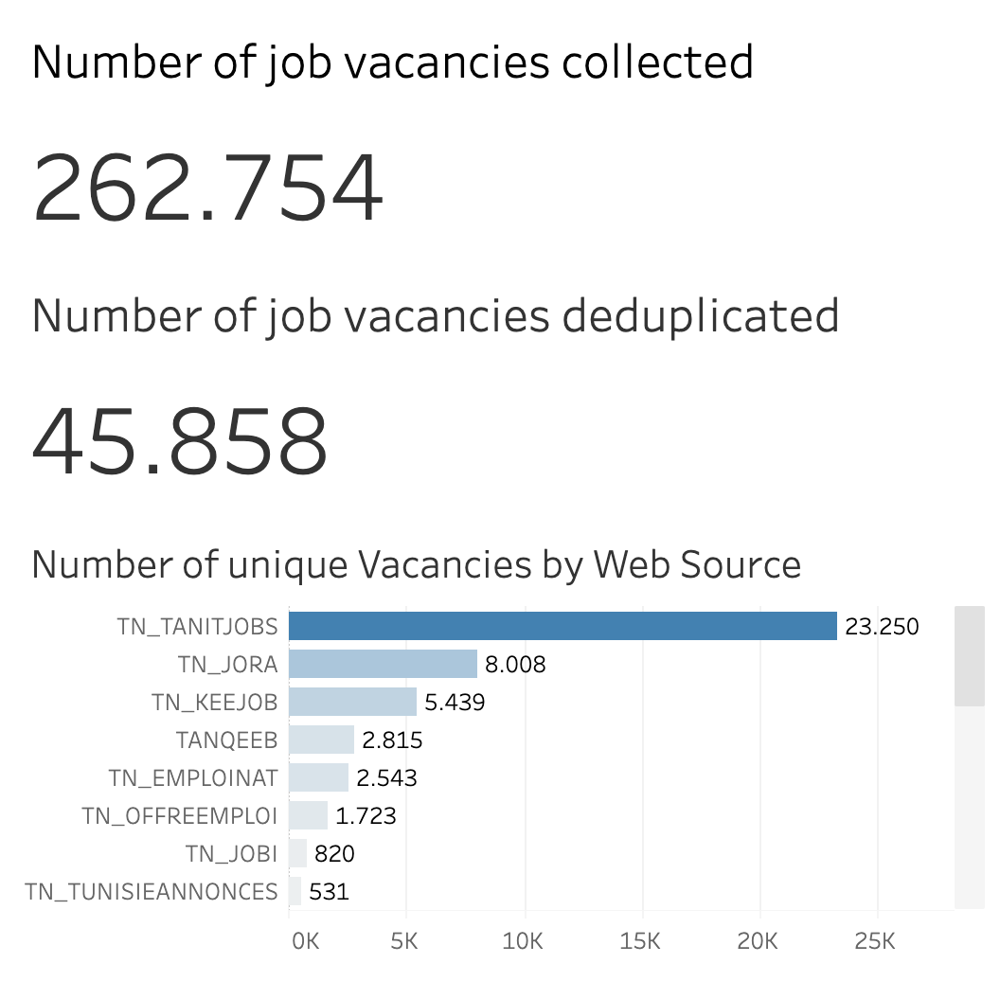 Number of job vacancies collected
262.754
Number of job vacancies deduplicated
45.858
Number of unique Vacancies by Web Source
TN_TANITJOBS 23.250
TN_JORA 8.008
TN_KEEJOB 5.439
TANQEEB 2.815
TN_EMPLOINAT 2.543
TN_OFFREEMPLOI 1.723
TN_JOBI 820
TN_TUNISIEANNONCES 531
0K 5K 10K 15K 20K 25K